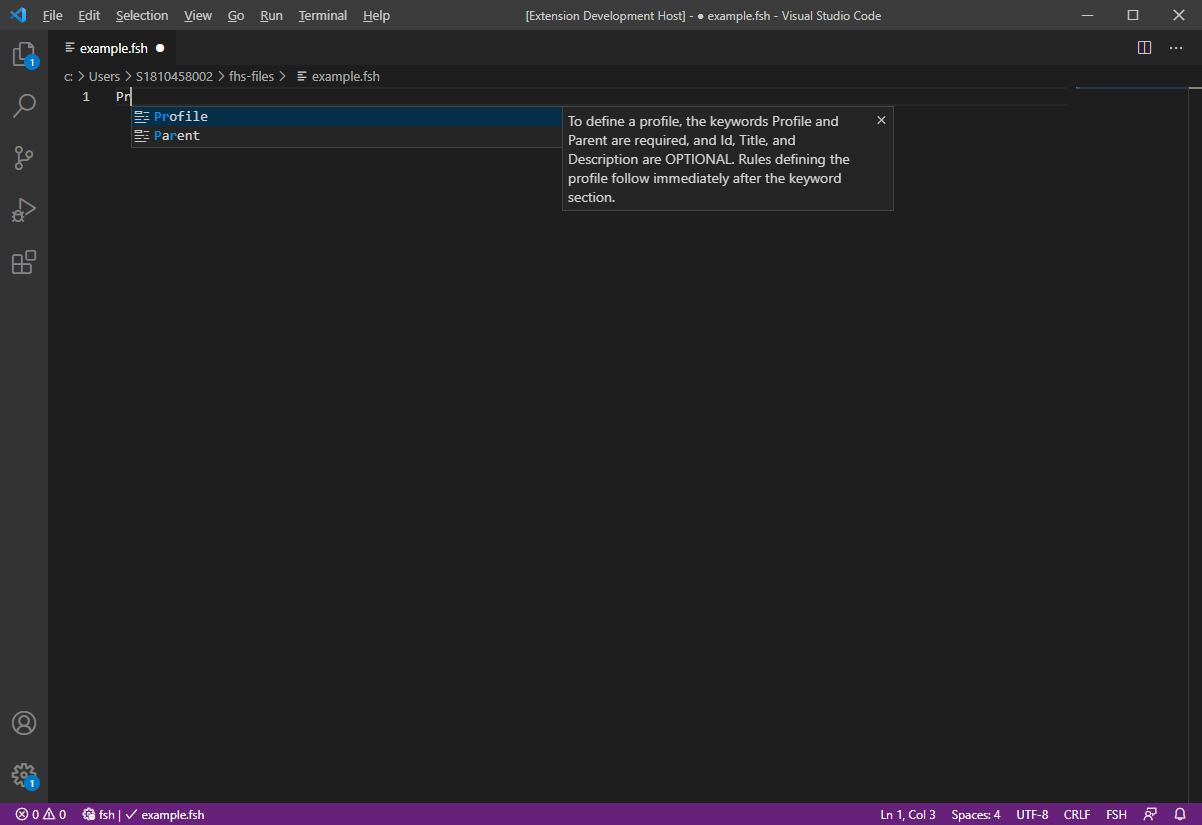 File Edit Selection View Go Run Terminal Help [Extension Development Host] - ● example.fsh - Visual Studio Code
example.fsh
c: > Users > S1810458002 > fhs-files > example.fsh
1 Pr
Profile
Parent
To define a profile, the keywords Profile and
Parent are required, and Id, Title, and
Description are OPTIONAL. Rules defining the
profile follow immediately after the keyword
section.
1
1
0 0 fsh | ✓ example.fsh Ln 1, Col 3 Spaces: 4 UTF-8 CRLF FSH